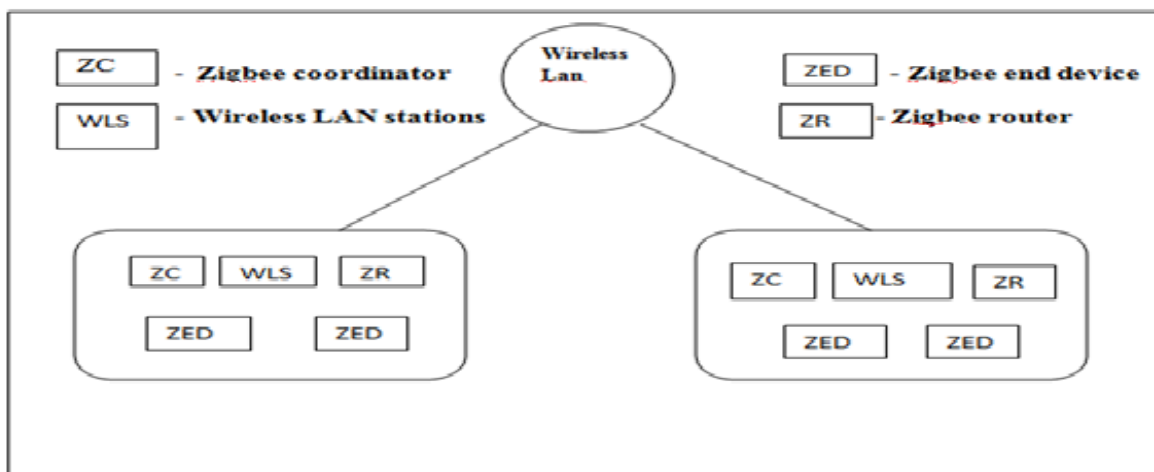 ZC - Zigbee coordinator
WLS - Wireless LAN stations
Wireless
Lan
ZED - Zigbee end device
ZR - Zigbee router
ZC WLS ZR
ZED ZED
ZC WLS ZR
ZED ZED